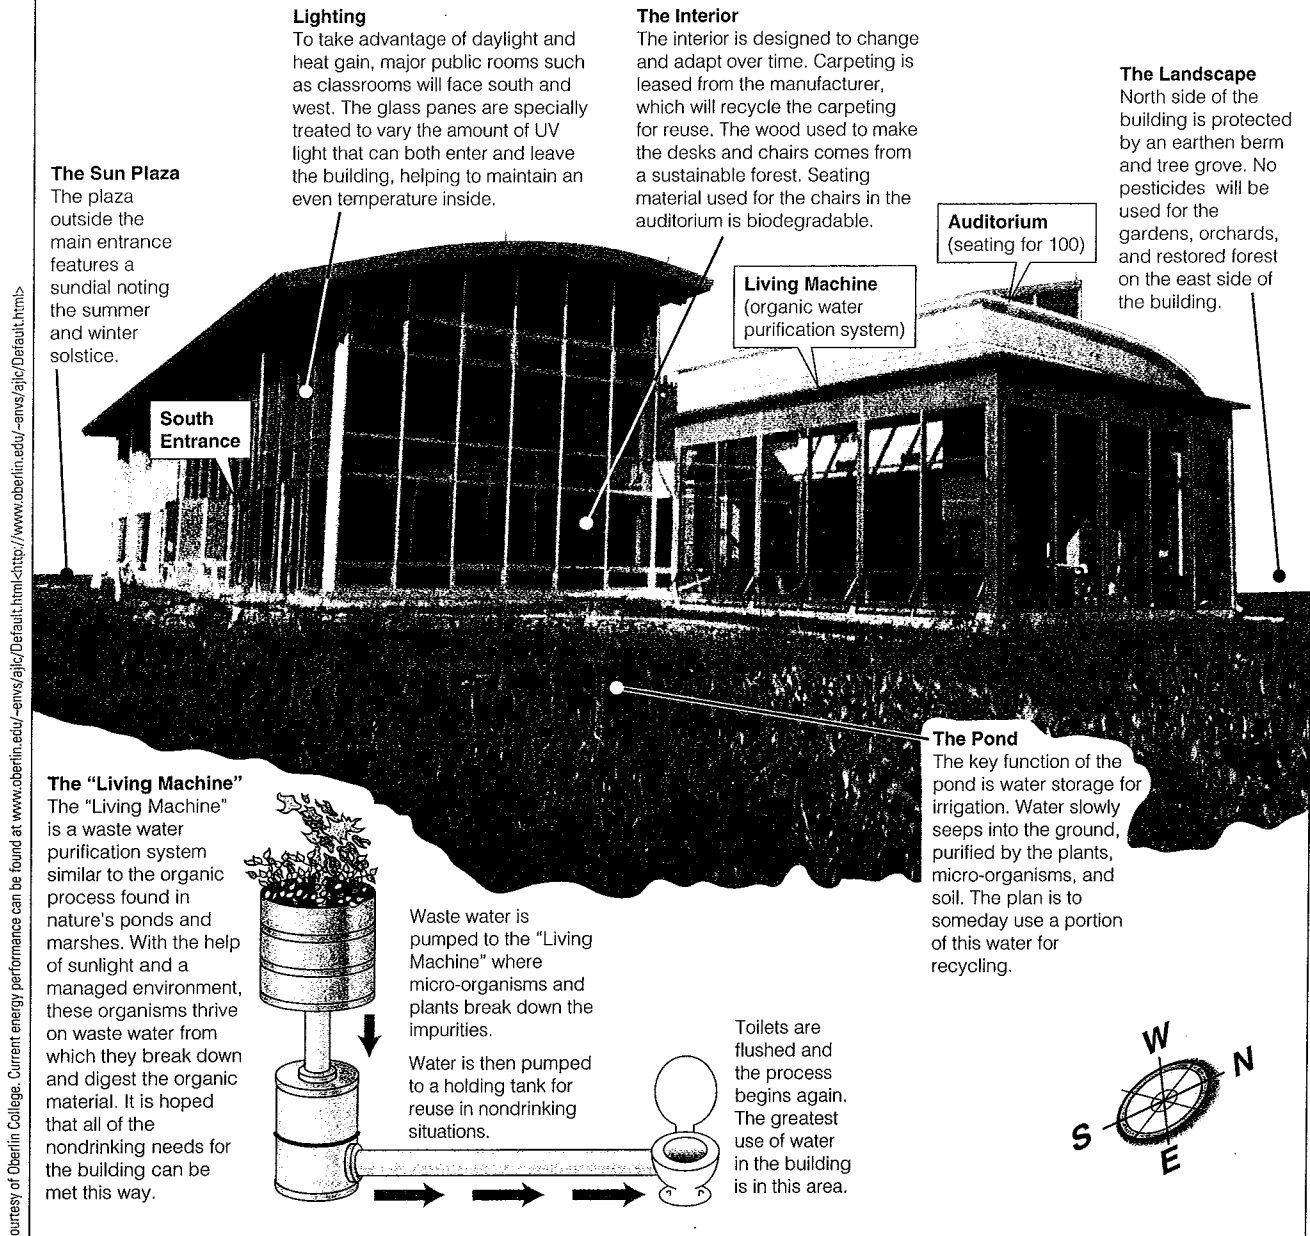 Lighting
To take advantage of daylight and
heat gain, major public rooms such
as classrooms will face south and
west. The glass panes are specially
treated to vary the amount of UV
light that can both enter and leave
the building, helping to maintain an
even temperature inside.
The Interior
The interior is designed to change
and adapt over time. Carpeting is
leased from the manufacturer,
which will recycle the carpeting
for reuse. The wood used to make
the desks and chairs comes from
a sustainable forest. Seating
material used for the chairs in the
auditorium is biodegradable.
The Landscape
North side of the
building is protected
by an earthen berm
and tree grove. No
pesticides will be
used for the
gardens, orchards,
and restored forest
on the east side of
the building.
The Sun Plaza
The plaza
outside the
main entrance
features a
sundial noting
the summer
and winter
solstice.
Auditorium
(seating for 100)
Living Machine
(organic water
purification system)
South
Entrance
The Pond
The key function of the
pond is water storage for
irrigation. Water slowly
seeps into the ground,
purified by the plants,
micro-organisms, and
soil. The plan is to
someday use a portion
of this water for
recycling.
The "Living Machine"
The "Living Machine"
is a waste water
purification system
similar to the organic
process found in
nature's ponds and
marshes. With the help
of sunlight and a
managed environment,
these organisms thrive
on waste water from
which they break down
and digest the organic
material. It is hoped
that all of the
nondrinking needs for
the building can be
met this way.
Waste water is
pumped to the "Living
Machine" where
micro-organisms and
plants break down the
impurities.
Water is then pumped
to a holding tank for
reuse in nondrinking
situations.
Toilets are
flushed and
the process
begins again.
The greatest
use of water
in the building
is in this area.
W
N
S
E
ourtesy of Oberlin College. Current energy performance can be found at www.oberlin.edu/~envs/ajlc/Default.html<http://www.oberlin.edu/~envs/ajlc/Default.html>